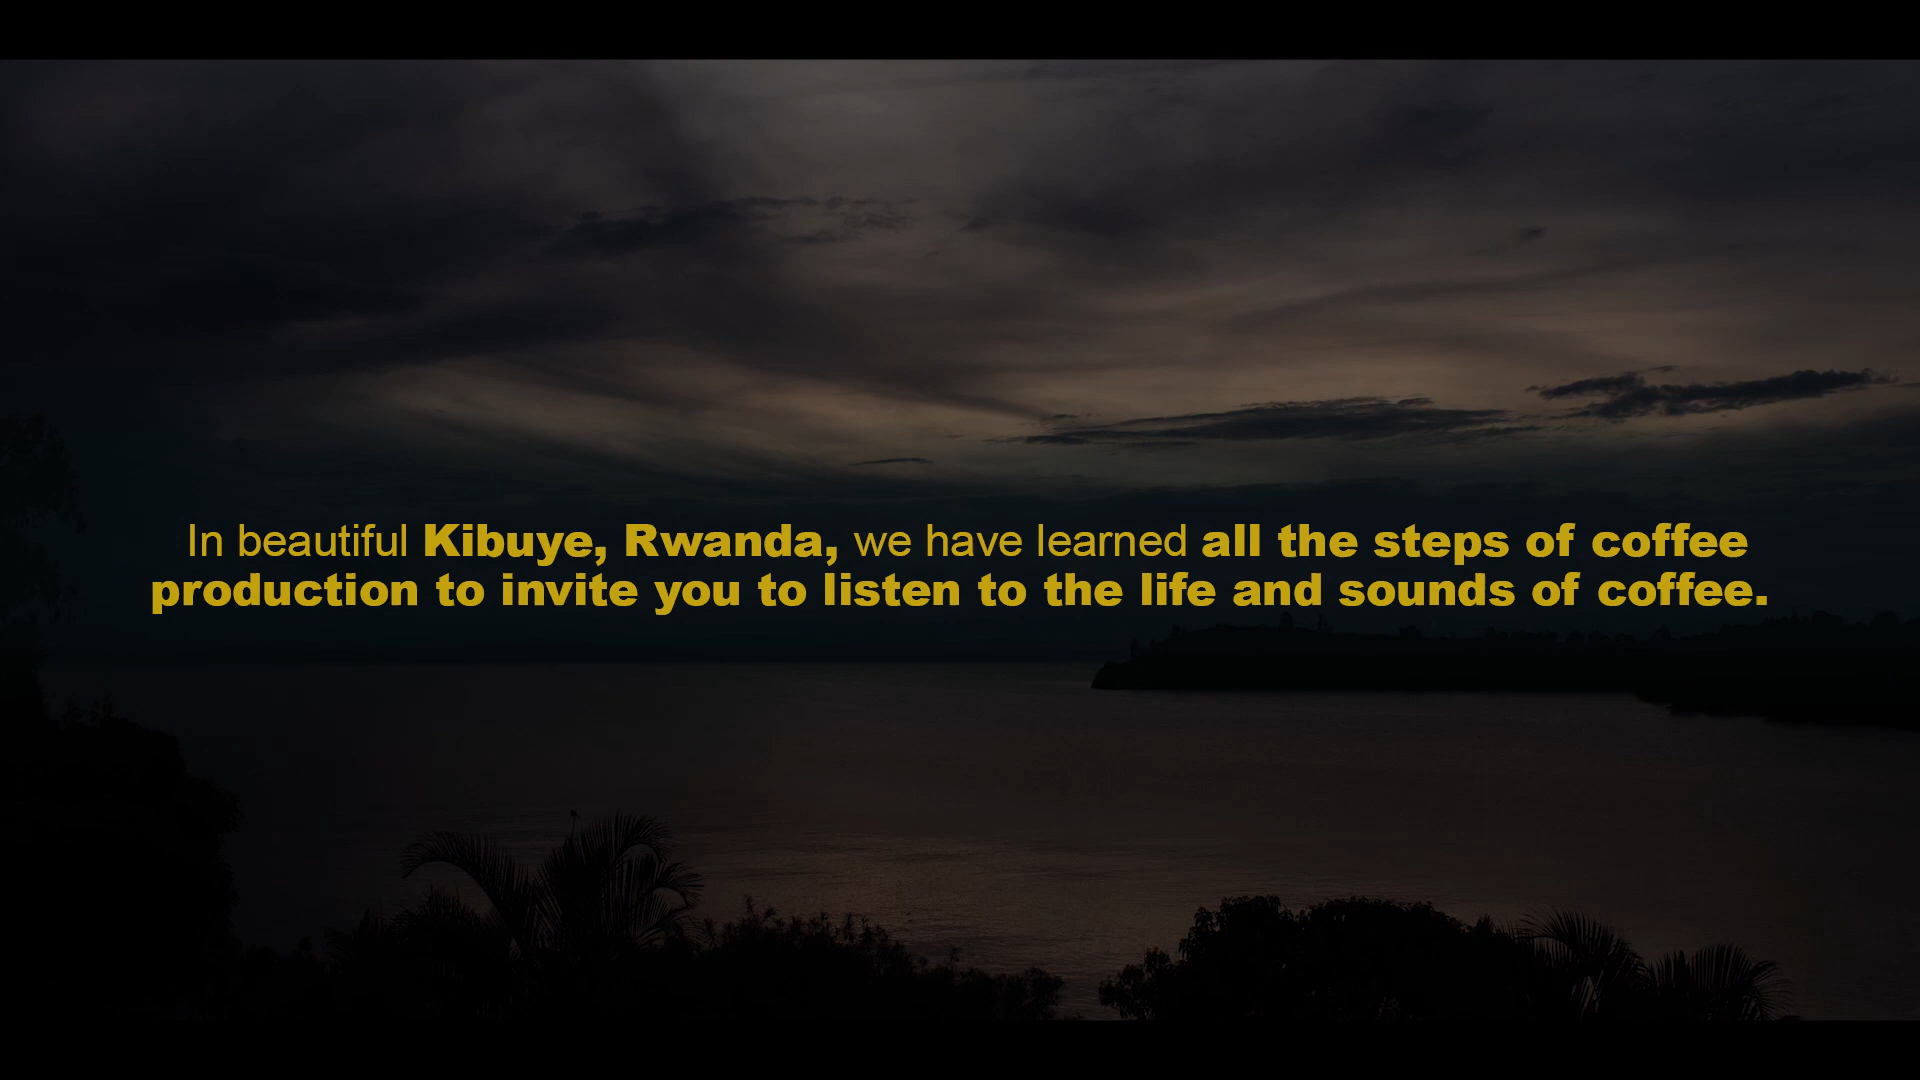 In beautiful Kibuye, Rwanda, we have learned all the steps of coffee
production to invite you to listen to the life and sounds of coffee.